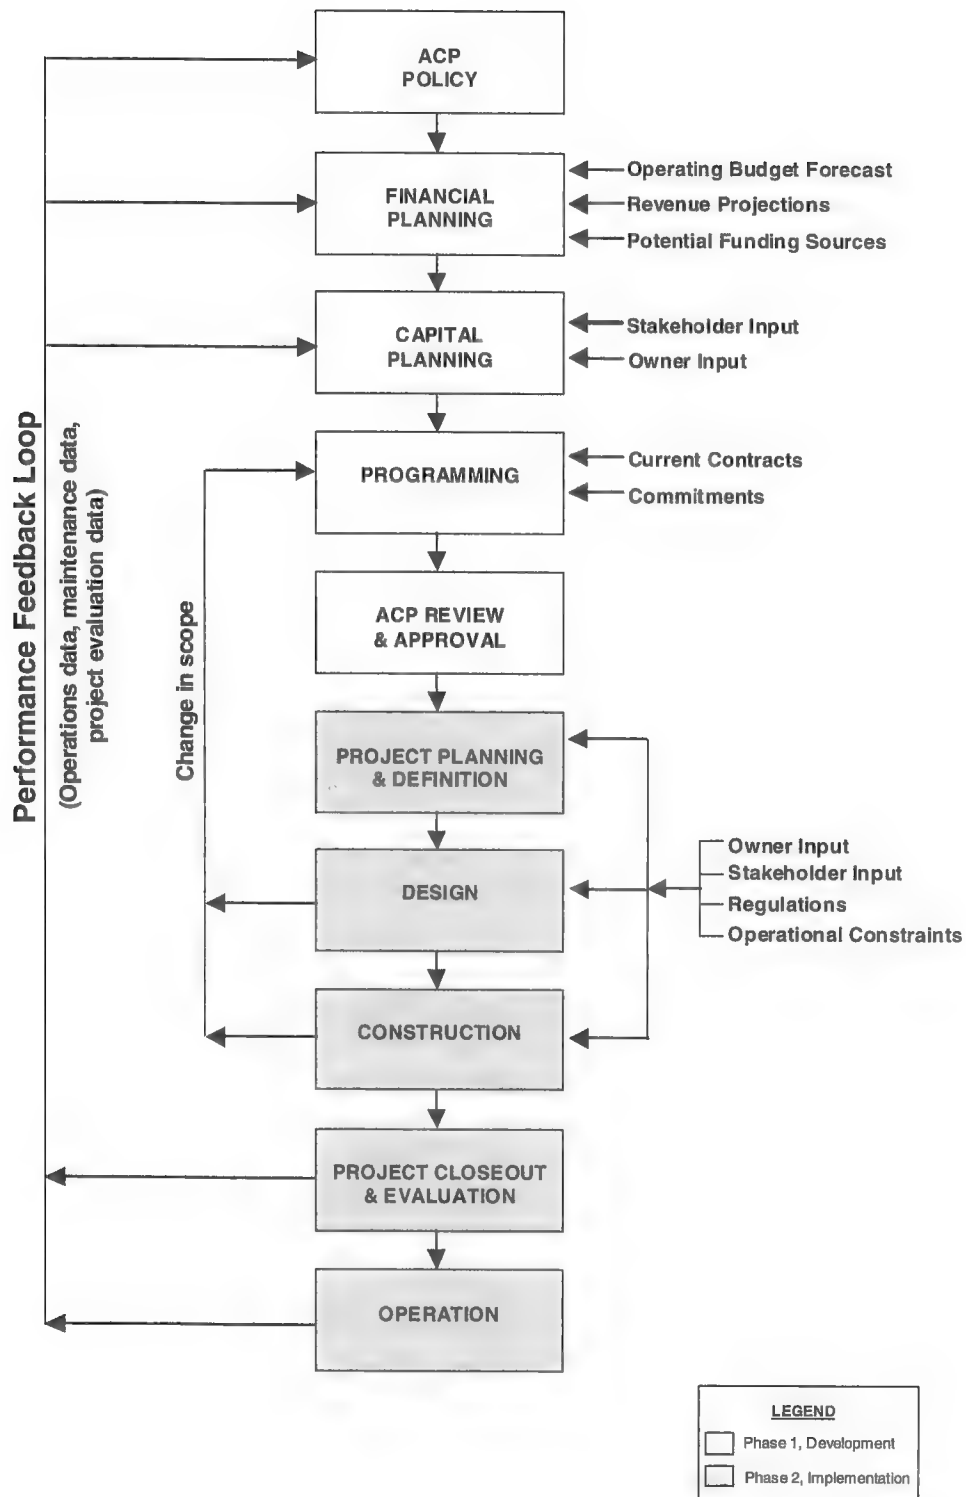 ACP
POLICY
FINANCIAL
PLANNING
Operating Budget Forecast
Revenue Projections
Potential Funding Sources
CAPITAL
PLANNING
Stakeholder Input
Owner Input
PROGRAMMING
Current Contracts
Commitments
Performance Feedback Loop
(Operations data, maintenance data,
project evaluation data)
Change in scope
ACP REVIEW
& APPROVAL
PROJECT PLANNING
& DEFINITION
DESIGN
Owner Input
Stakeholder Input
Regulations
Operational Constraints
CONSTRUCTION
PROJECT CLOSEOUT
& EVALUATION
OPERATION
LEGEND
Phase 1, Development
Phase 2, Implementation